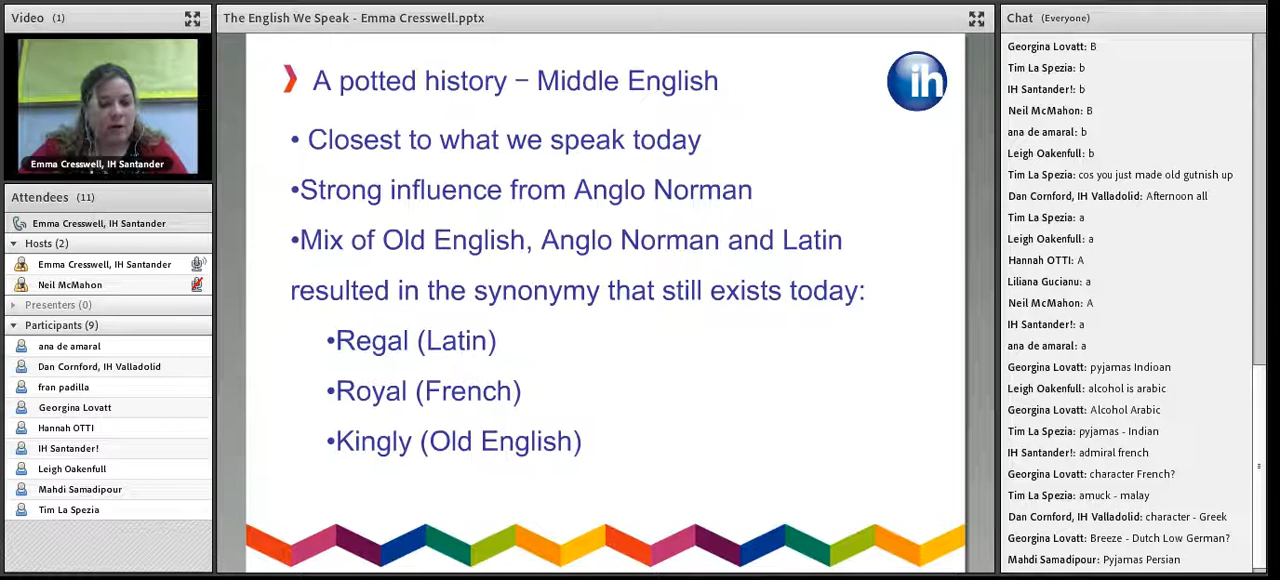 Video (1)
Emma Cresswell, IH Santander
Attendees (11)
Emma Cresswell, IH Santander
Hosts (2)
Emma Cresswell, IH Santander
Neil McMahon
Presenters (0)
Participants (9)
ana de amaral
Dan Cornford, IH Valladolid
fran padilla
Georgina Lovatt
Hannah OTTI
IH Santander!
Leigh Oakenfull
Mahdi Samadipour
Tim La Spezia
The English We Speak - Emma Cresswell.pptx
A potted history – Middle English
ih
• Closest to what we speak today
•Strong influence from Anglo Norman
•Mix of Old English, Anglo Norman and Latin
resulted in the synonymy that still exists today:
•Regal (Latin)
•Royal (French)
•Kingly (Old English)
Chat (Everyone)
Georgina Lovatt: B
Tim La Spezia: b
IH Santander!: b
Neil McMahon: B
ana de amaral: b
Leigh Oakenfull: b
Tim La Spezia: cos you just made old gutnish up
Dan Cornford, IH Valladolid: Afternoon all
Tim La Spezia: a
Leigh Oakenfull: a
Hannah OTTI: A
Liliana Gucianu: a
Neil McMahon: A
IH Santander!: a
ana de amaral: a
Georgina Lovatt: pyjamas Indioan
Leigh Oakenfull: alcohol is arabic
Georgina Lovatt: Alcohol Arabic
Tim La Spezia: pyjamas - Indian
IH Santander!: admiral french
Georgina Lovatt: character French?
Tim La Spezia: amuck - malay
Dan Cornford, IH Valladolid: character - Greek
Georgina Lovatt: Breeze - Dutch Low German?
Mahdi Samadipour: Pyjamas Persian